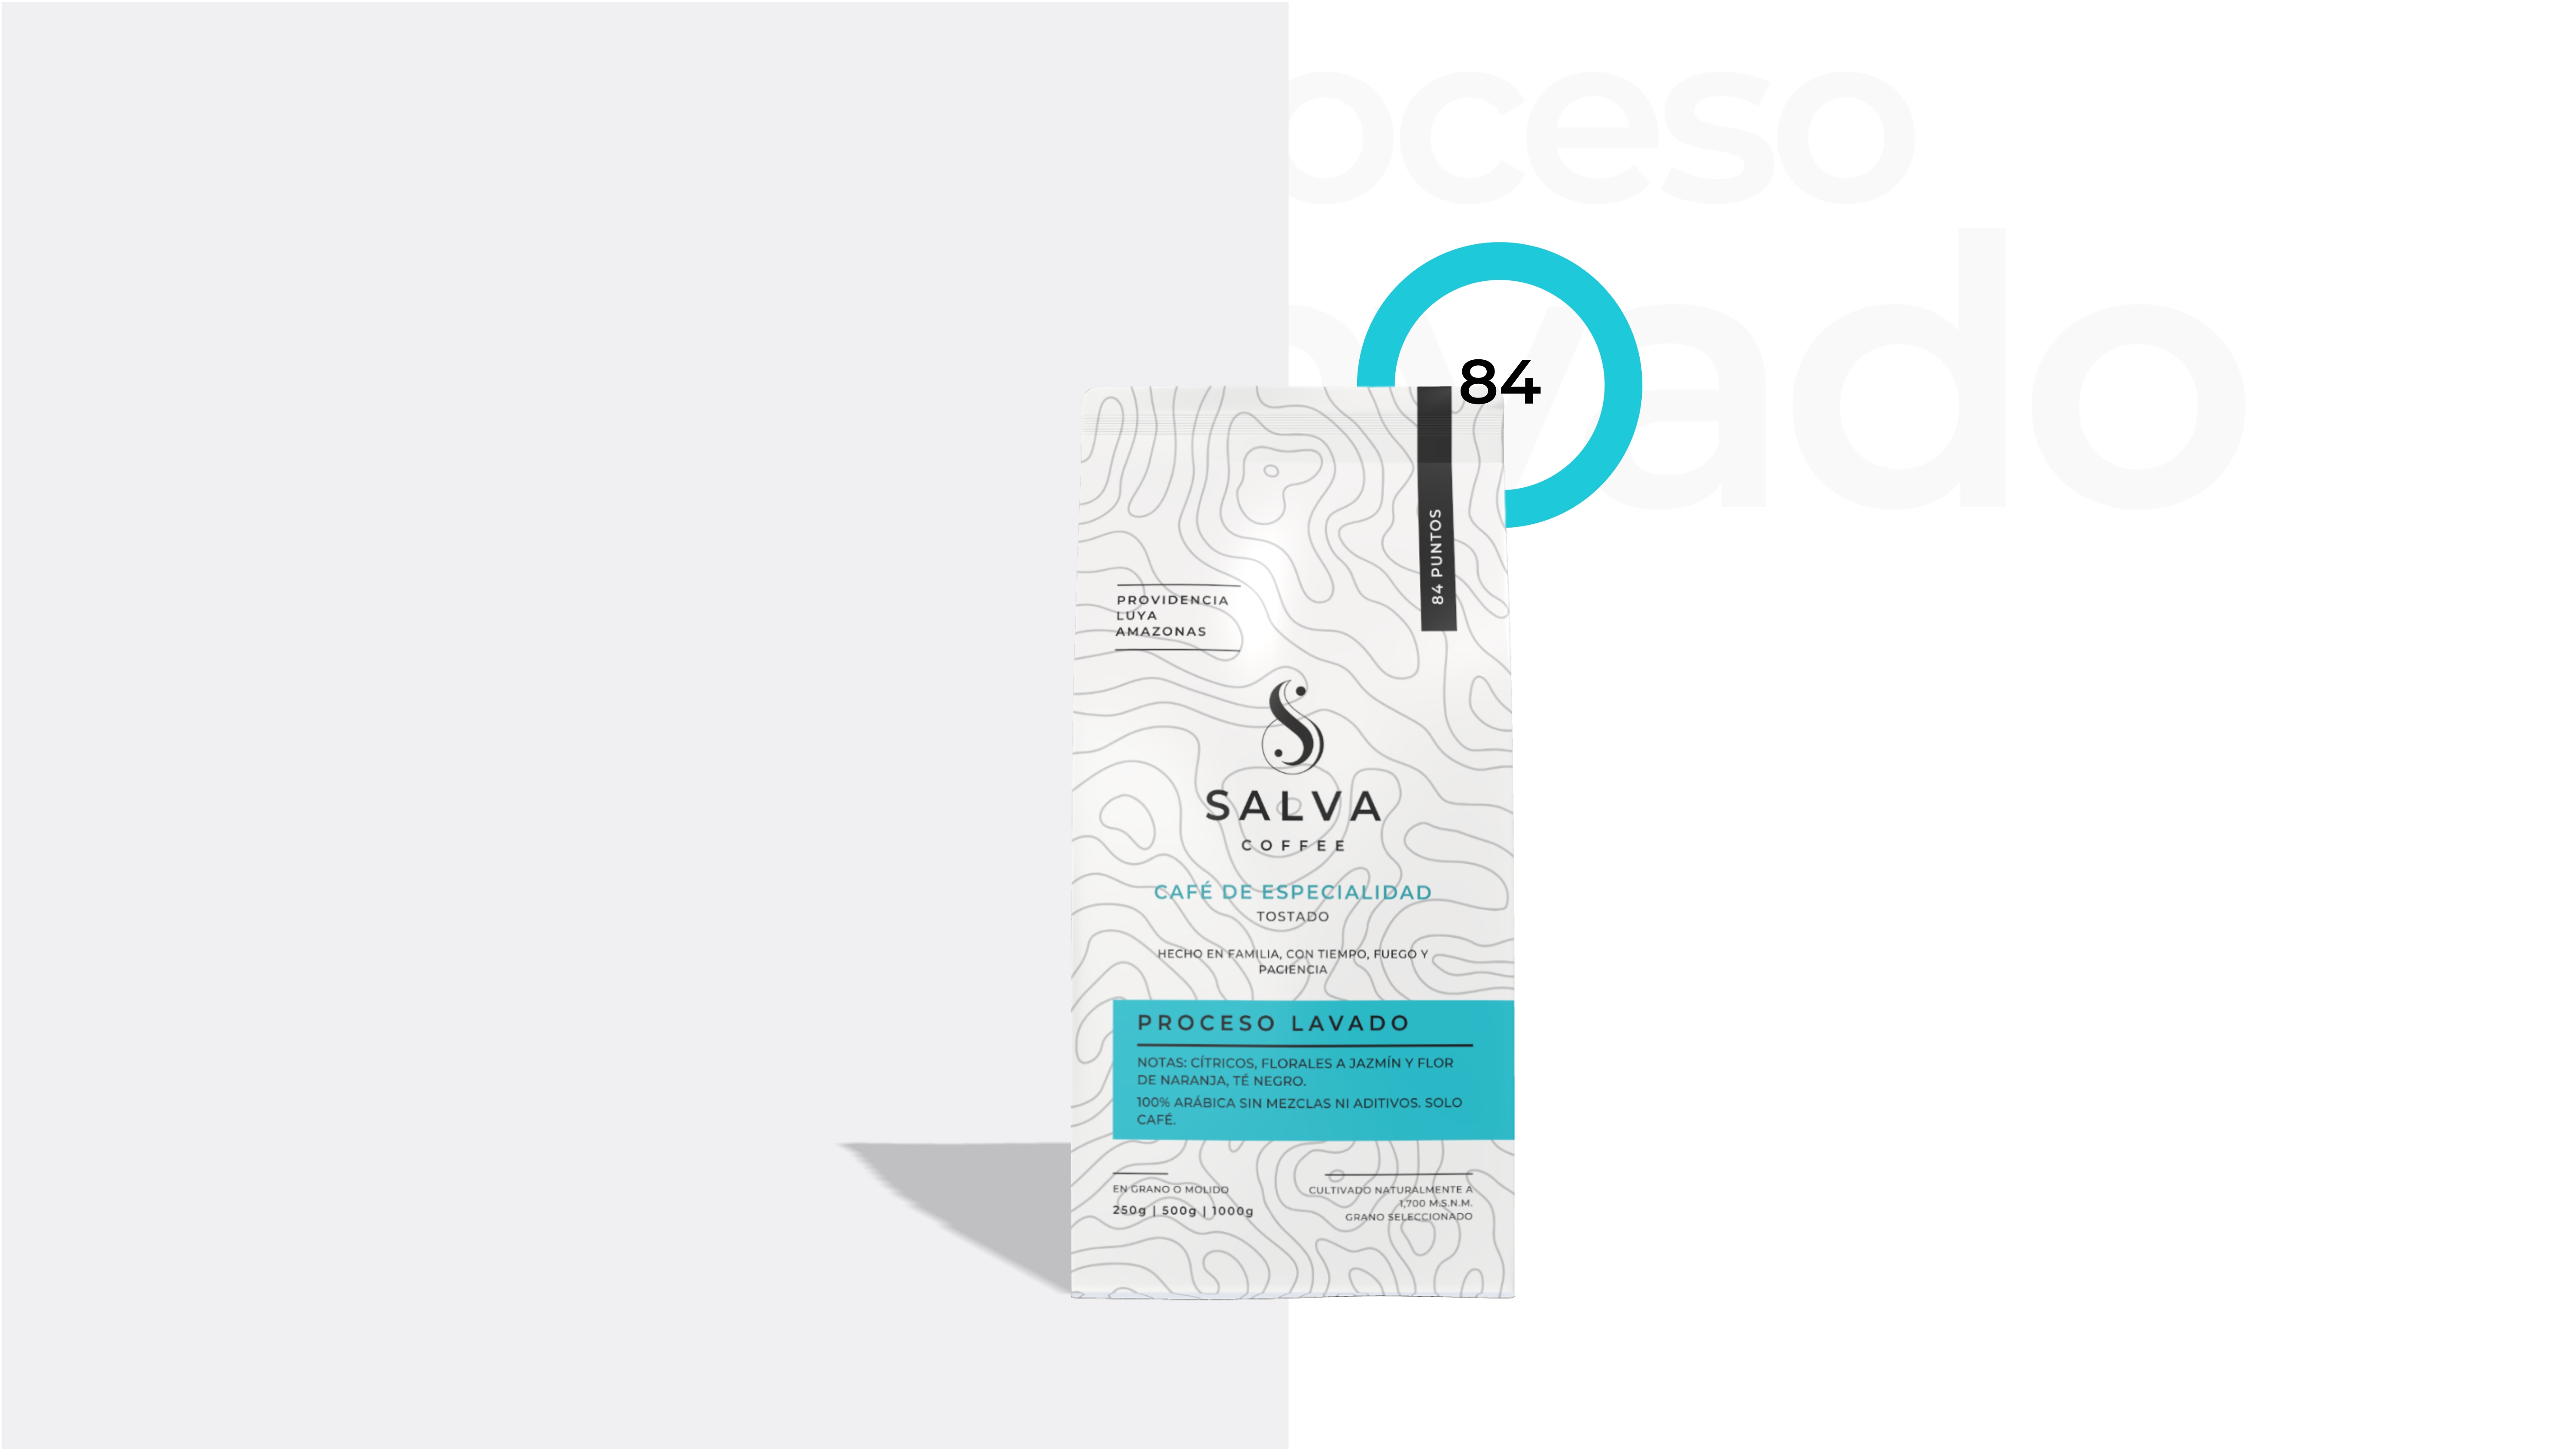 oceso
vado
84
84 PUNTOS
PROVIDENCIA
LUYA
AMAZONAS
SALVA
COFFEE
CAFÉ DE ESPECIALIDAD
TOSTADO
HECHO EN FAMILIA, CON TIEMPO, FUEGO Y
PACIENCIA
PROCESO LAVADO
NOTAS: CÍTRICOS, FLORALES A JAZMÍN Y FLOR
DE NARANJA, TÉ NEGRO.
100% ARÁBICA SIN MEZCLAS NI ADITIVOS. SOLO
CAFÉ.
EN GRANO O MOLIDO
250g | 500g | 1000g
CULTIVADO NATURALMENTE A
1,700 M.S.N.M.
GRANO SELECCIONADO